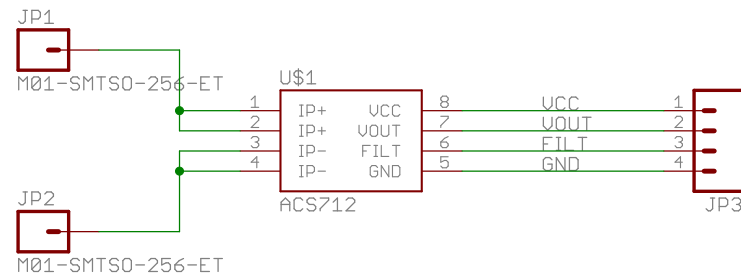 JP1
M01-SMTSO-256-ET
U$1
1 IP+ VCC 8 VCC 1
2 IP+ VOUT 7 VOUT 2
3 IP- FILT 6 FILT 3
4 IP- GND 5 GND 4
JP2
ACS712
JP3
M01-SMTSO-256-ET